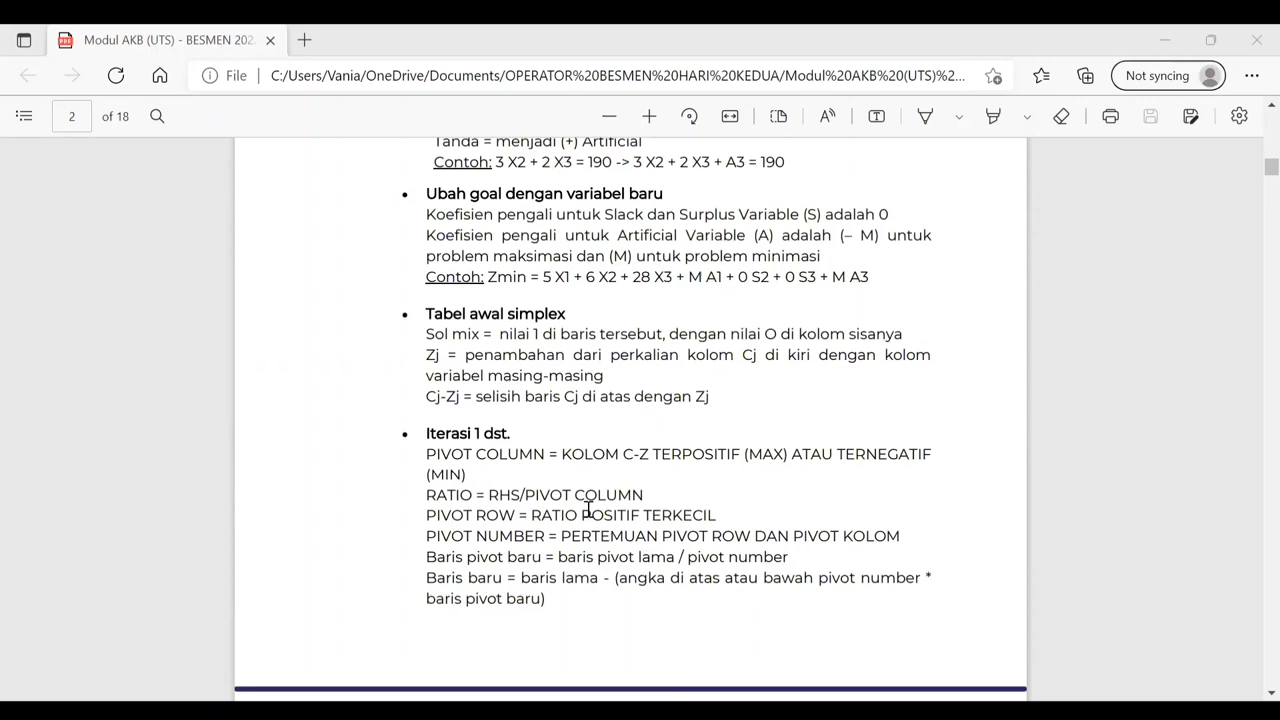 Modul AKB (UTS) - BESMEN 202
File
C:/Users/Vania/OneDrive/Documents/OPERATOR%20BESMEN%20HARI%20KEDUA/Modul%20AKB%20(UTS)%2...
Not syncing
2 of 18
Tanda = menjadi (+) Artificial
Contoh: 3 X2 + 2 X3 = 190 -> 3 X2 + 2 X3 + A3 = 190
• Ubah goal dengan variabel baru
Koefisien pengali untuk Slack dan Surplus Variable (S) adalah 0
Koefisien pengali untuk Artificial Variable (A) adalah (– M) untuk
problem maksimasi dan (M) untuk problem minimasi
Contoh: Zmin = 5 X1 + 6 X2 + 28 X3 + M A1 + 0 S2 + 0 S3 + M A3
• Tabel awal simplex
Sol mix = nilai 1 di baris tersebut, dengan nilai O di kolom sisanya
Zj = penambahan dari perkalian kolom Cj di kiri dengan kolom
variabel masing-masing
Cj-Zj = selisih baris Cj di atas dengan Zj
• Iterasi 1 dst.
PIVOT COLUMN = KOLOM C-Z TERPOSITIF (MAX) ATAU TERNEGATIF
(MIN)
RATIO = RHS/PIVOT COLUMN
PIVOT ROW = RATIO POSITIF TERKECIL
PIVOT NUMBER = PERTEMUAN PIVOT ROW DAN PIVOT KOLOM
Baris pivot baru = baris pivot lama / pivot number
Baris baru = baris lama - (angka di atas atau bawah pivot number *
baris pivot baru)